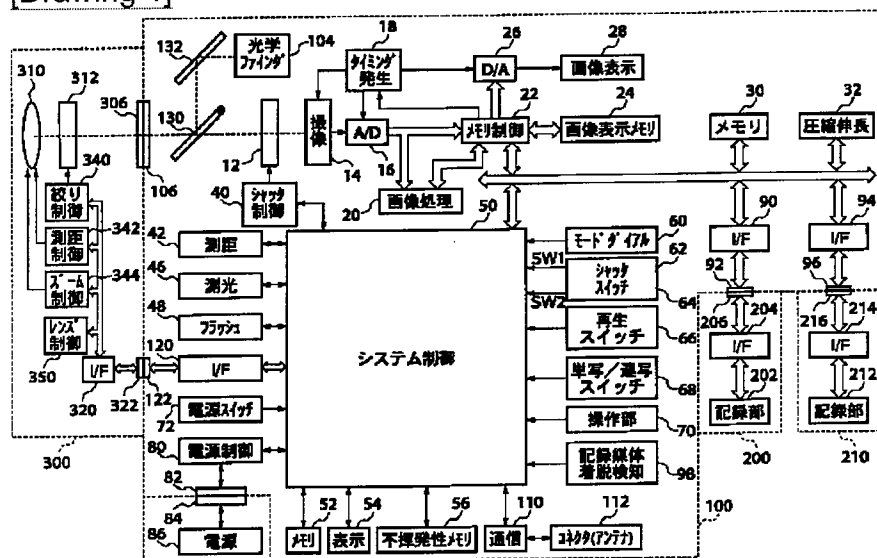 [Drawing 1]
310
312
306
132
光学
ファインダ
104
18
タイミング
発生
26
D/A
28
画像表示
130
撮像
A/D
22
メモリ制御
24
画像表示メモリ
30
メモリ
32
圧縮伸長
12
14
16
106
340
絞り
制御
342
測距
制御
344
ズーム
制御
レンズ
制御
350
I/F
320
322
122
300
40
シャッタ
制御
20
画像処理
50
42
測距
46
測光
48
フラッシュ
120
I/F
電源スイッチ
72
80
電源制御
82
84
86
電源
システム制御
60
モードダイアル
SW1
62
シャッタ
スイッチ
SW2
64
再生
スイッチ
66
単写/連写
スイッチ
68
操作部
70
記録媒体
着脱検知
98
90
I/F
94
I/F
92
206
204
I/F
202
記録部
200
96
216
214
I/F
212
記録部
210
52
メモリ
54
表示
56
不揮発性メモリ
110
通信
112
コネクタ(アンテナ)
100